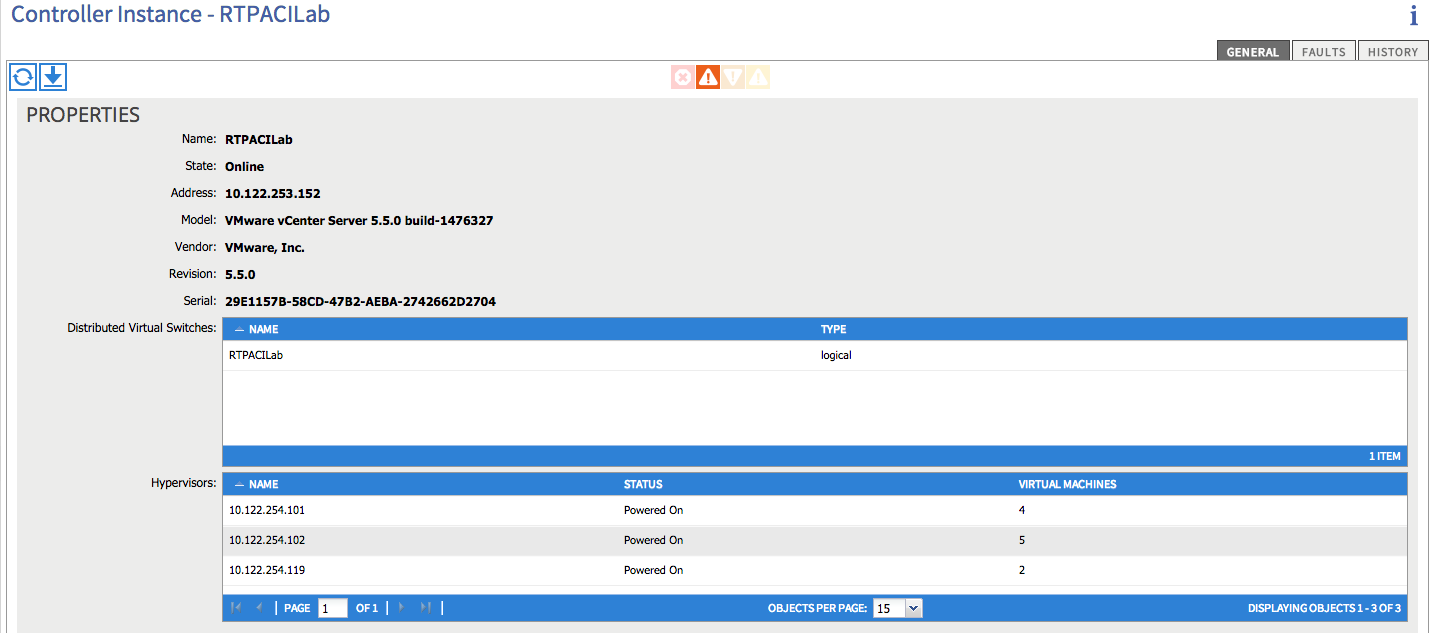 Controller Instance - RTPACILab
i
GENERAL FAULTS HISTORY
PROPERTIES
Name: RTPACILab
State: Online
Address: 10.122.253.152
Model: VMware vCenter Server 5.5.0 build-1476327
Vendor: VMware, Inc.
Revision: 5.5.0
Serial: 29E1157B-58CD-47B2-AEBA-2742662D2704
Distributed Virtual Switches: NAME TYPE
RTPACILab logical
1 ITEM
Hypervisors: NAME STATUS VIRTUAL MACHINES
10.122.254.101 Powered On 4
10.122.254.102 Powered On 5
10.122.254.119 Powered On 2
PAGE 1 OF 1 OBJECTS PER PAGE: 15 DISPLAYING OBJECTS 1 - 3 OF 3